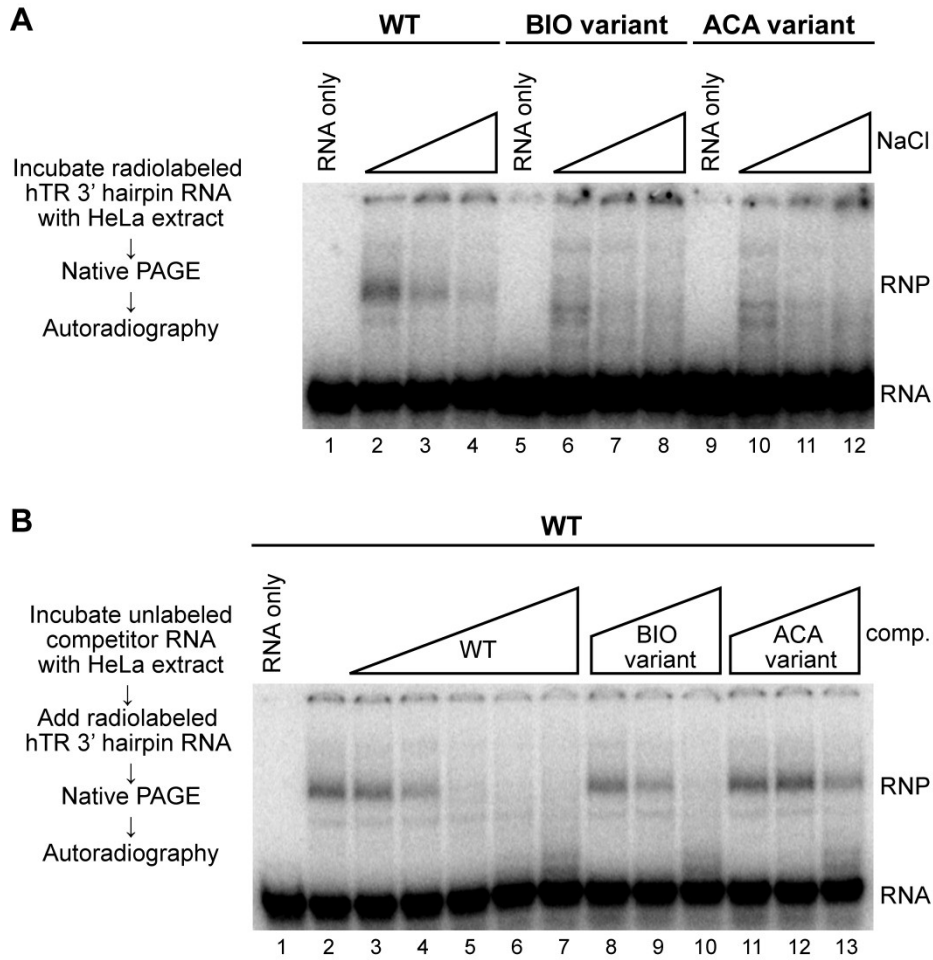 A
WT
BIO variant
ACA variant
RNA only
RNA only
RNA only
NaCl
Incubate radiolabeled
hTR 3' hairpin RNA
with HeLa extract
↓
Native PAGE
↓
Autoradiography
RNP
RNA
1 2 3 4 5 6 7 8 9 10 11 12
B
WT
RNA only
WT
BIO
variant
ACA
variant
comp.
Incubate unlabeled
competitor RNA
with HeLa extract
↓
Add radiolabeled
hTR 3' hairpin RNA
↓
Native PAGE
↓
Autoradiography
RNP
RNA
1 2 3 4 5 6 7 8 9 10 11 12 13